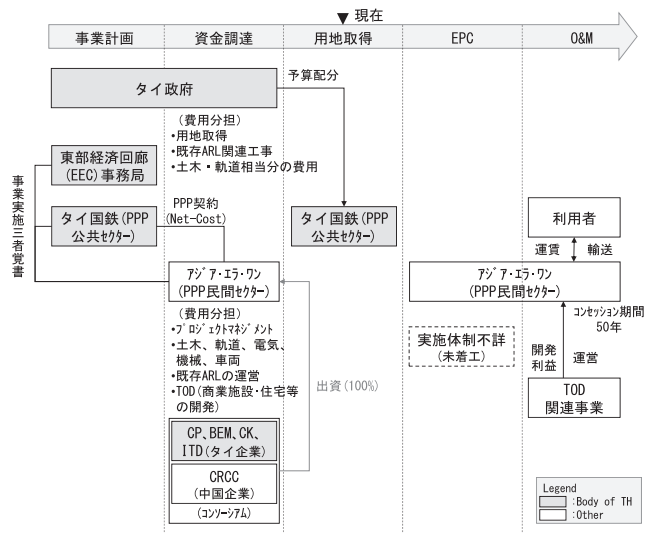 ▼ 現在
事業計画
資金調達
用地取得
EPC
O&M
タイ政府
予算配分
(費用分担)
・用地取得
・既存ARL関連工事
・土木・軌道相当分の費用
東部経済回廊
(EEC)事務局
事業実施三者覚書
タイ国鉄(PPP
公共セクター)
PPP契約
(Net-Cost)
タイ国鉄(PPP
公共セクター)
利用者
運賃
輸送
アジア・エラ・ワン
(PPP民間セクター)
アジア・エラ・ワン
(PPP民間セクター)
コンセッション期間
50年
(費用分担)
・プロジェクトマネジメント
・土木、軌道、電気、
機械、車両
・既存ARLの運営
・TOD(商業施設・住宅等
の開発)
実施体制不詳
(未着工)
開発
利益
運営
出資(100%)
TOD
関連事業
CP、BEM、CK、
ITD(タイ企業)
CRCC
(中国企業)
(コンソーシアム)
Legend
:Body of TH
:Other